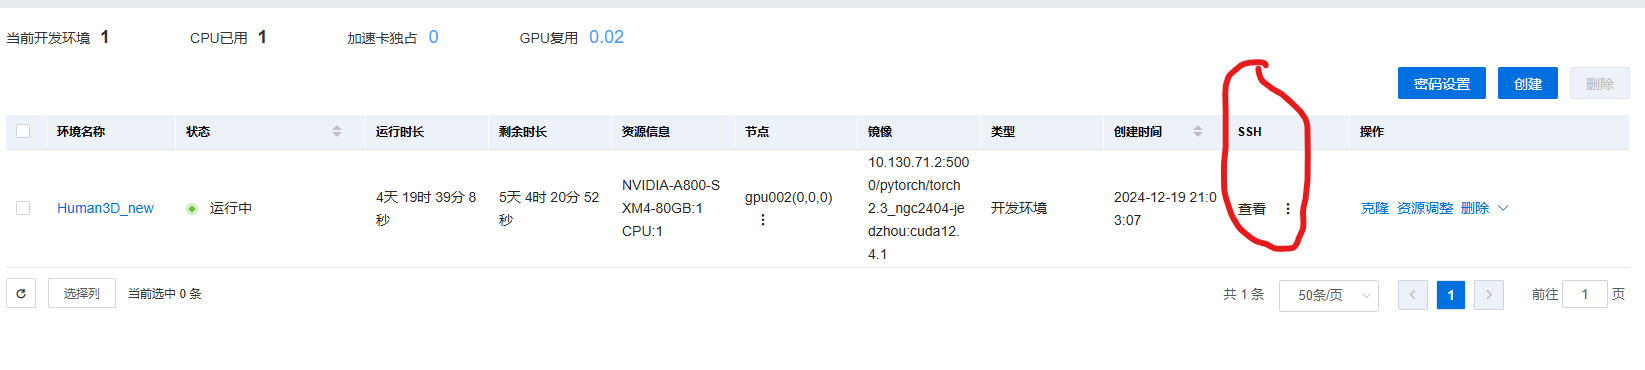 当前开发环境 1 CPU已用 1 加速卡独占 0 GPU复用 0.02
密码设置 创建 删除
环境名称 状态 运行时长 剩余时长 资源信息 节点 镜像 类型 创建时间 SSH 操作
Human3D_new 运行中 4天 19时 39分 8秒 5天 4时 20分 52秒 NVIDIA-A800-SXM4-80GB:1 CPU:1 gpu002(0,0,0) 10.130.71.2:5000/pytorch/torch2.3_ngc2404-jedzhou:cuda12.4.1 开发环境 2024-12-19 21:03:07 查看 克隆 资源调整 删除
选择列 当前选中 0 条 共 1 条 50条/页 1 前往 1 页